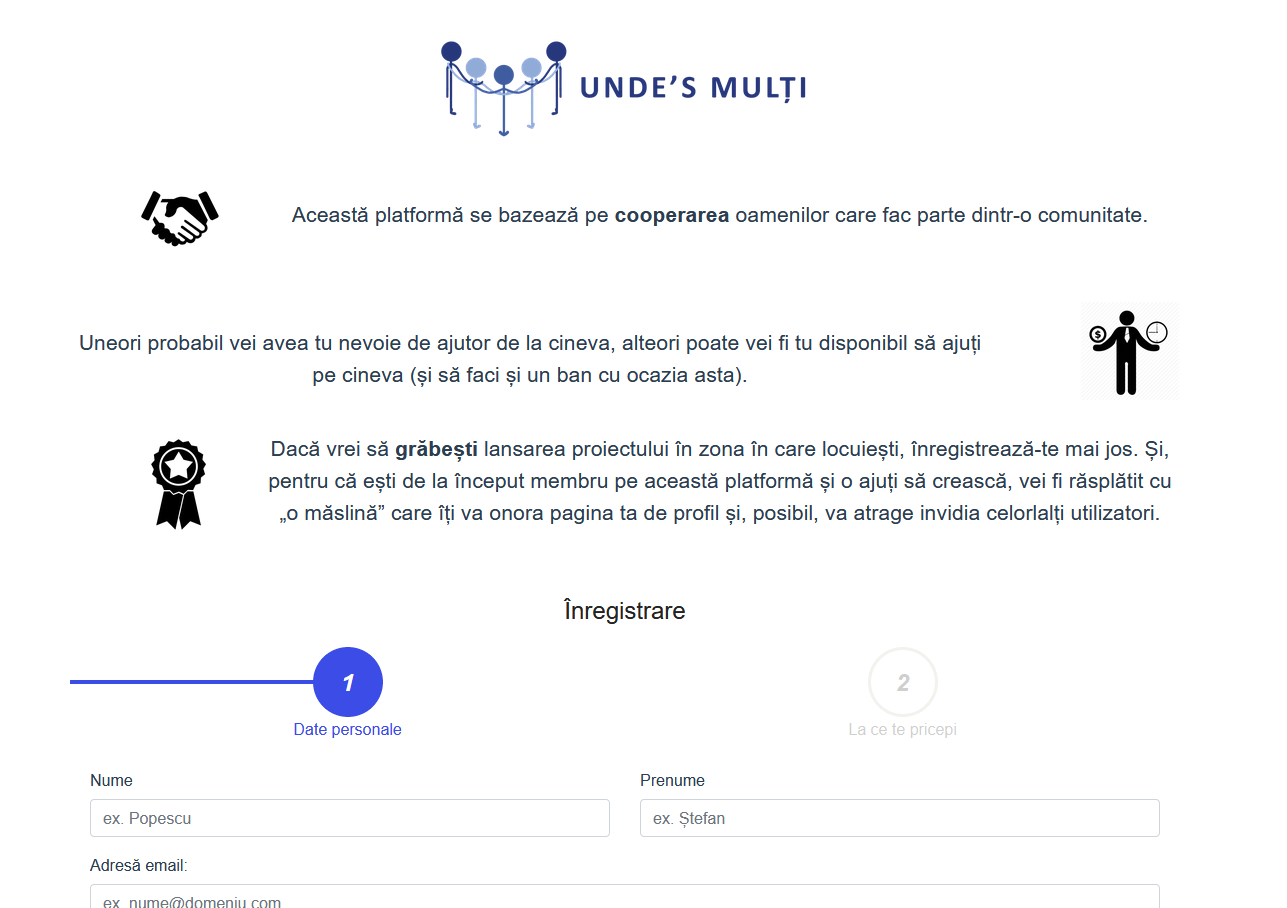 UNDE’S MULȚI
Această platformă se bazează pe cooperarea oamenilor care fac parte dintr-o comunitate.
Uneori probabil vei avea tu nevoie de ajutor de la cineva, alteori poate vei fi tu disponibil să ajuți
pe cineva (și să faci și un ban cu ocazia asta).
$
Dacă vrei să grăbești lansarea proiectului în zona în care locuiești, înregistrează-te mai jos. Și,
pentru că ești de la început membru pe această platformă și o ajuți să crească, vei fi răsplătit cu
„o măslină” care îți va onora pagina ta de profil și, posibil, va atrage invidia celorlalți utilizatori.
Înregistrare
1
2
Date personale
La ce te pricepi
Nume
Prenume
ex. Popescu
ex. Ștefan
Adresă email:
ex. nume@domeniu.com